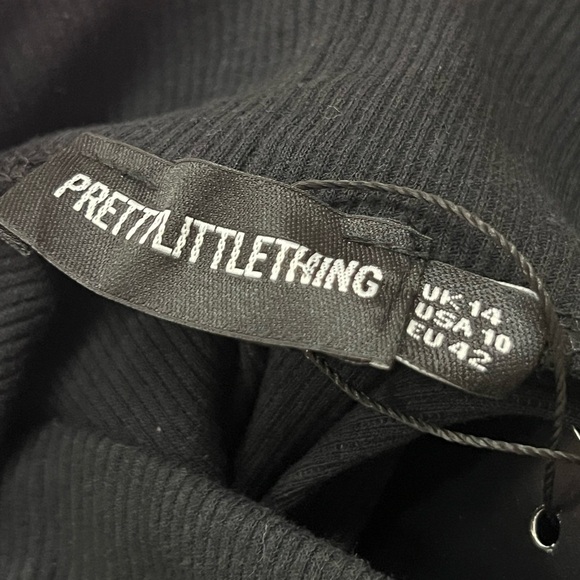 PRETTYLITTLETHING
UK 14
USA 10
EU 42